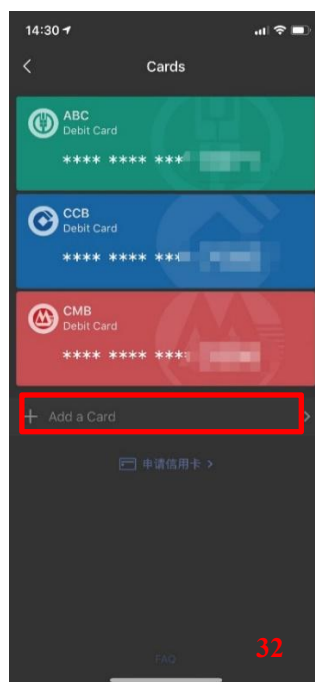 14:30
Cards
ABC
Debit Card
**** **** ***
CCB
Debit Card
**** **** ***
CMB
Debit Card
**** **** ***
+ Add a Card
申请信用卡
FAQ
32